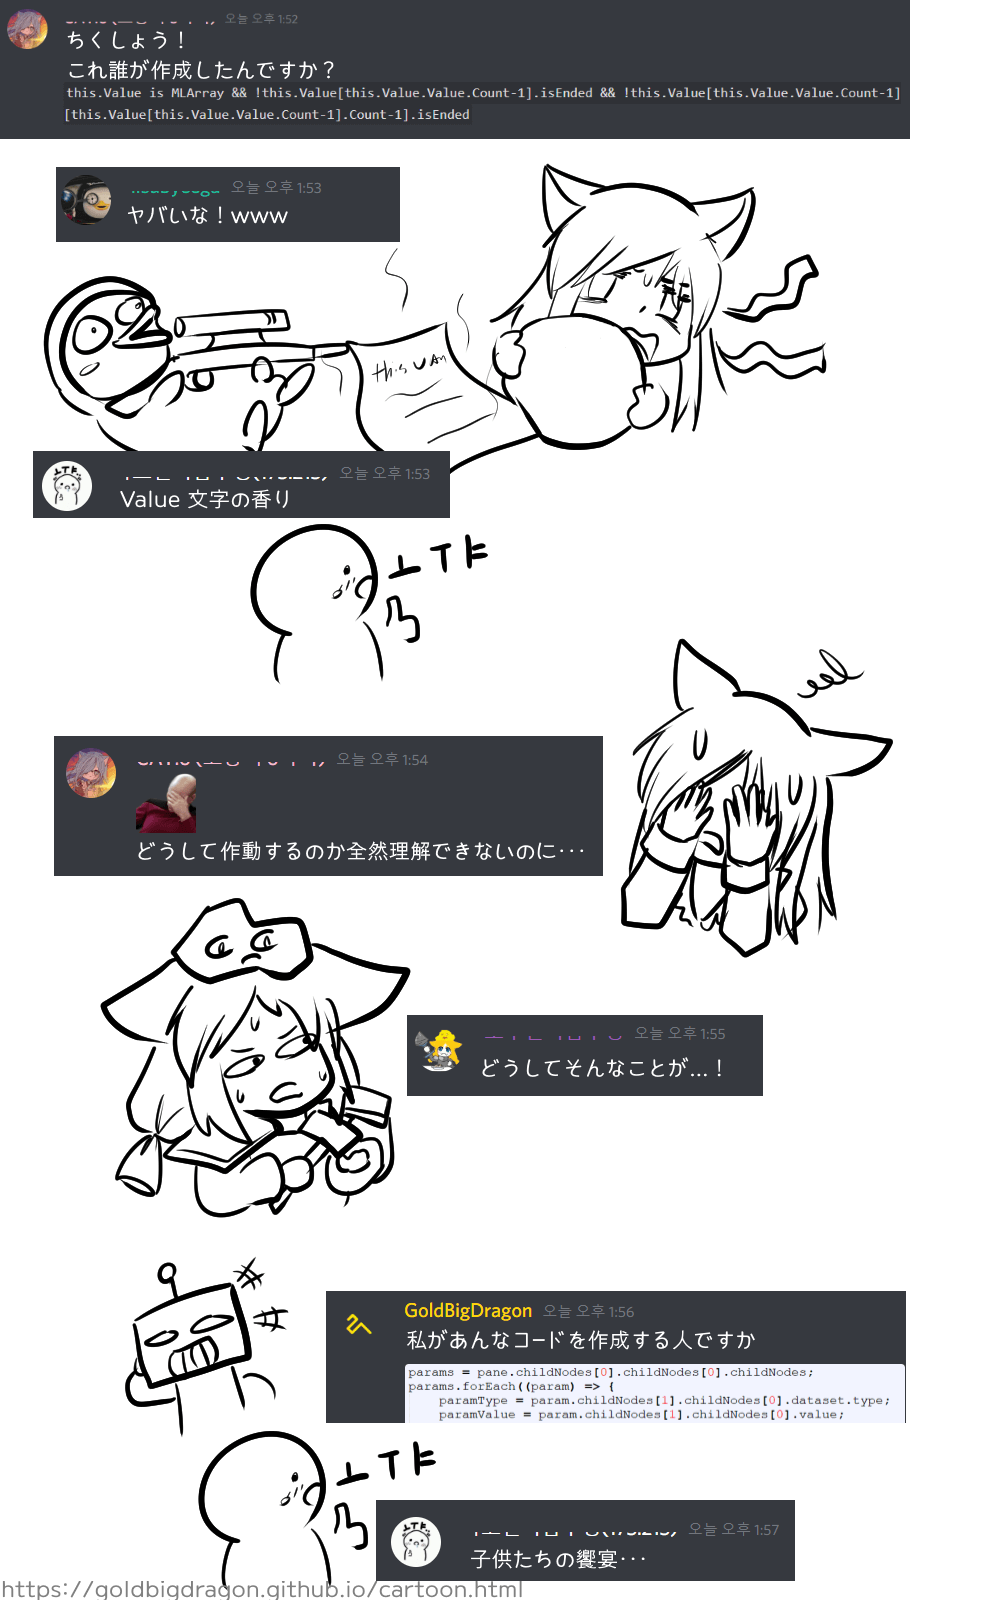 오늘 오후 1:52
ちくしょう！
これ誰が作成したんですか？
this.Value is MLArray && !this.Value[this.Value.Value.Count-1].isEnded && !this.Value[this.Value.Value.Count-1]
[this.Value[this.Value.Value.Count-1].Count-1].isEnded
오늘 오후 1:53
ヤバいな！www
this
오늘 오후 1:53
Value 文字の香り
ㅗㅜㅑ
오늘 오후 1:54
どうして作動するのか全然理解できないのに･･･
오늘 오후 1:55
どうしてそんなことが...！
GoldBigDragon 오늘 오후 1:56
私があんなコードを作成する人ですか
params = pane.childNodes[0].childNodes[0].childNodes;
params.forEach((param) => {
paramType = param.childNodes[1].childNodes[0].dataset.type;
paramValue = param.childNodes[1].childNodes[0].value;
ㅗㅜㅑ
오늘 오후 1:57
子供たちの饗宴･･･
https://goldbigdragon.github.io/cartoon.html